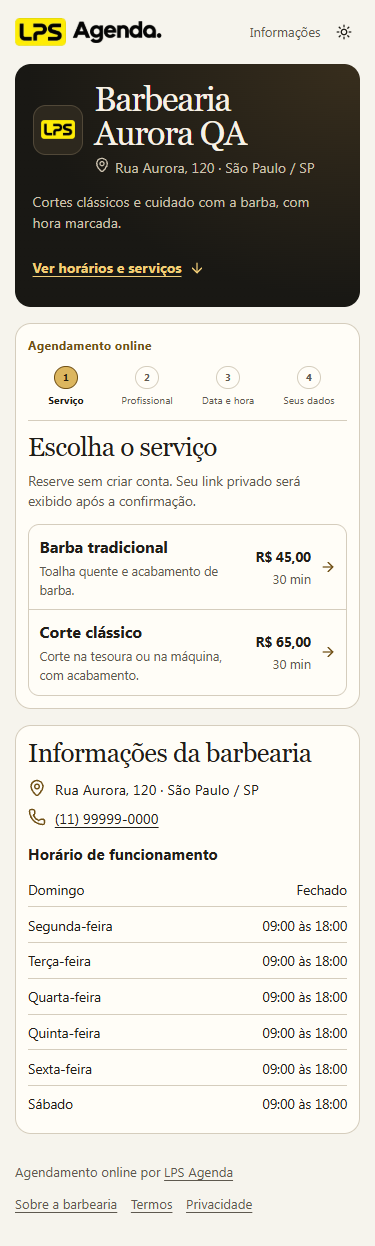 LPS Agenda.
Informações
LPS
Barbearia
Aurora QA
Rua Aurora, 120 · São Paulo / SP
Cortes clássicos e cuidado com a barba, com
hora marcada.
Ver horários e serviços
Agendamento online
1
2
3
4
Serviço
Profissional
Data e hora
Seus dados
Escolha o serviço
Reserve sem criar conta. Seu link privado será
exibido após a confirmação.
Barba tradicional
Toalha quente e acabamento de
barba.
R$ 45,00
30 min
Corte clássico
Corte na tesoura ou na máquina,
com acabamento.
R$ 65,00
30 min
Informações da barbearia
Rua Aurora, 120 · São Paulo / SP
(11) 99999-0000
Horário de funcionamento
Domingo Fechado
Segunda-feira 09:00 às 18:00
Terça-feira 09:00 às 18:00
Quarta-feira 09:00 às 18:00
Quinta-feira 09:00 às 18:00
Sexta-feira 09:00 às 18:00
Sábado 09:00 às 18:00
Agendamento online por LPS Agenda
Sobre a barbearia Termos Privacidade